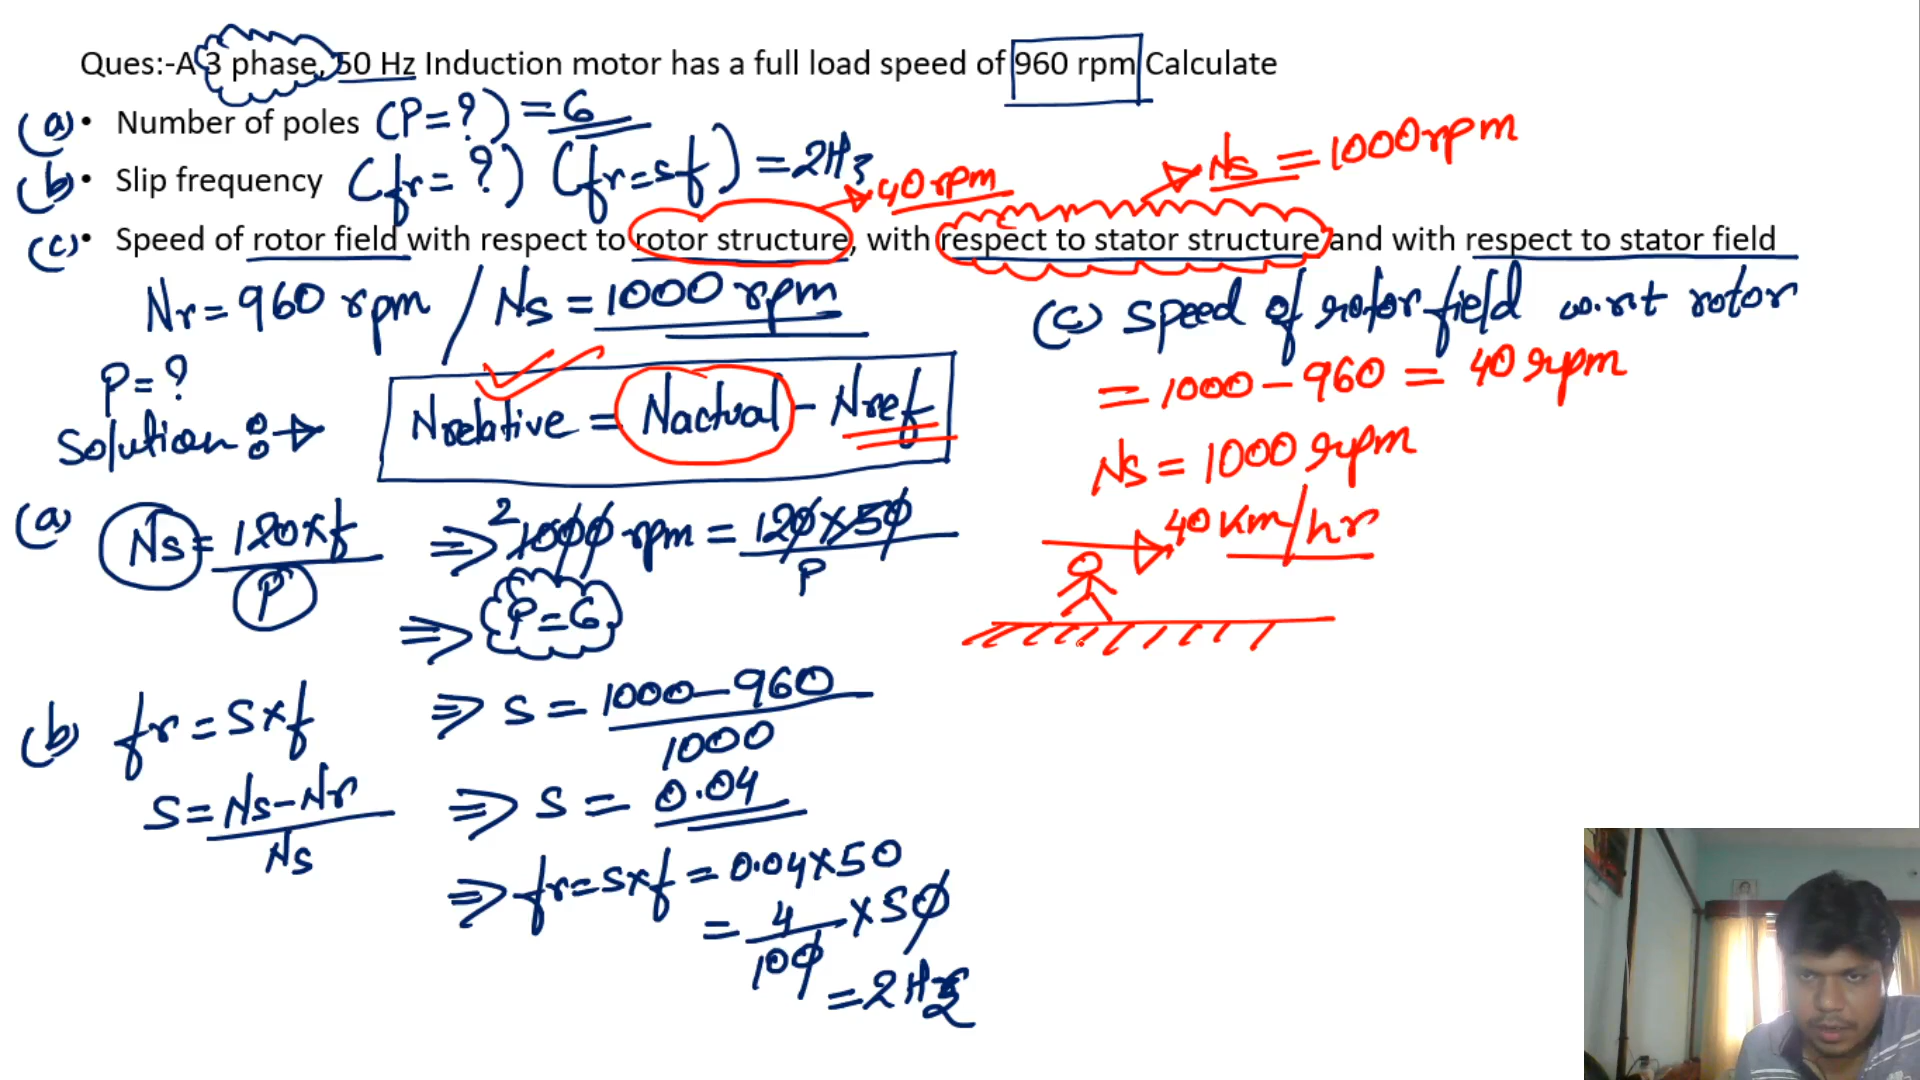 Ques:-A 3 phase, 50 Hz Induction motor has a full load speed of 960 rpm Calculate
(a) • Number of poles (P=?) = 6
(b) • Slip frequency (fr=?) (fr=sf) = 2Hz
40 rpm
Ns = 1000rpm
(c) • Speed of rotor field with respect to rotor structure, with respect to stator structure and with respect to stator field
Nr = 960 rpm / Ns = 1000 rpm
P = ?
Solution :→
Nrelative = Nactual - Nref
(a) Ns = 120×f / P ⇒ 1000 rpm = 120×50 / P
2
⇒ P=6
(b) fr = s×f ⇒ s = 1000-960 / 1000
s = Ns-Nr / Ns ⇒ s = 0.04
⇒ fr = s×f = 0.04×50
= 4/100 × 50
= 2Hz
(c) speed of rotor field w.r.t rotor
= 1000 - 960 = 40 rpm
Ns = 1000 rpm
40 Km/hr